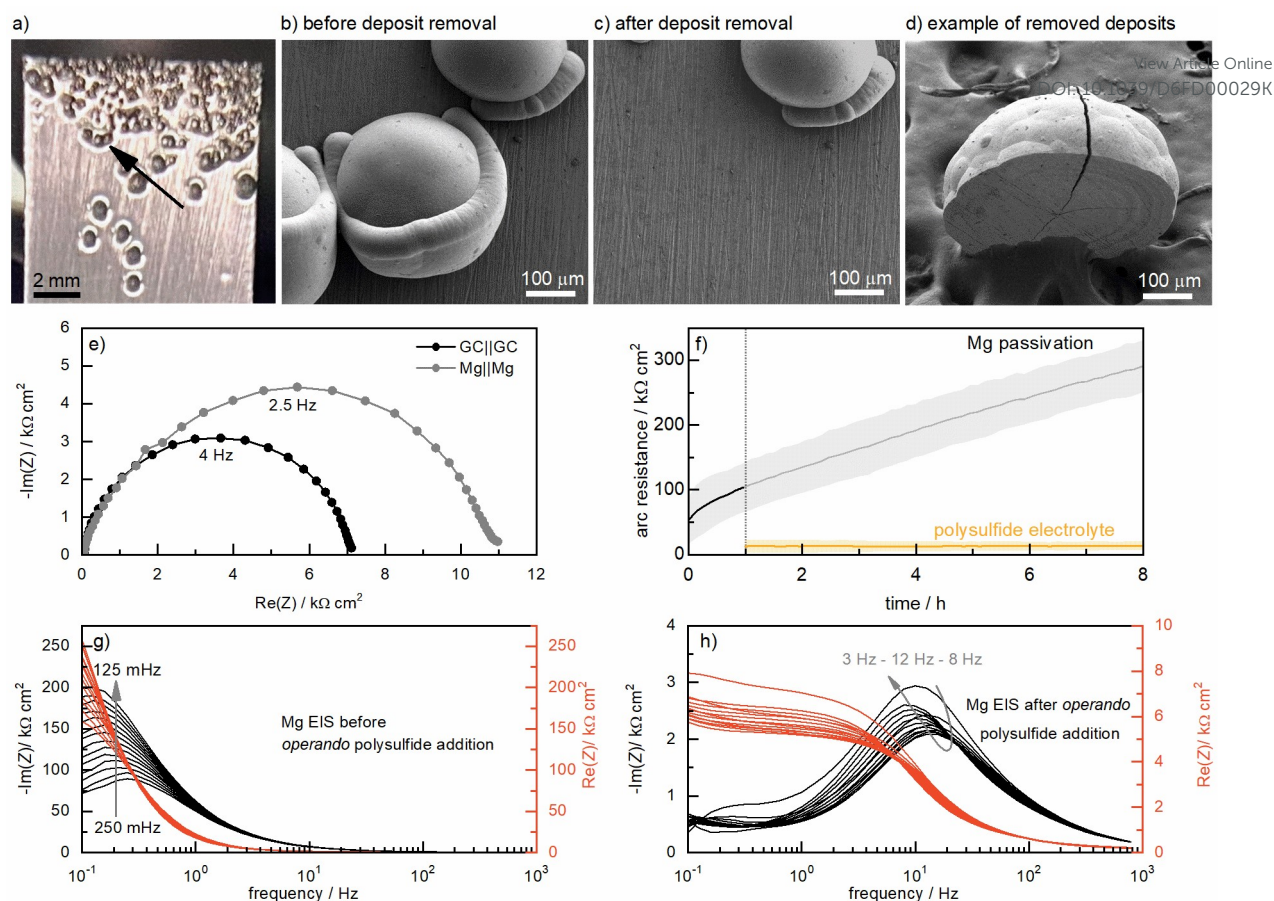 a)
b) before deposit removal
c) after deposit removal
d) example of removed deposits
View Article Online
DOI: 10.1039/D6FD00029K
2 mm
100 µm
100 µm
100 µm
e)
GC||GC
Mg||Mg
2.5 Hz
4 Hz
-Im(Z) / kΩ cm²
6
5
4
3
2
1
0
0 2 4 6 8 10 12
Re(Z) / kΩ cm²
f)
Mg passivation
polysulfide electrolyte
arc resistance / kΩ cm²
300
200
100
0
0 2 4 6 8
time / h
g)
125 mHz
250 mHz
Mg EIS before
operando polysulfide addition
-Im(Z)/ kΩ cm²
250
200
150
100
50
0
Re(Z)/ kΩ cm²
250
200
150
100
50
0
10⁻¹ 10⁰ 10¹ 10² 10³
frequency / Hz
h)
3 Hz - 12 Hz - 8 Hz
Mg EIS after operando
polysulfide addition
-Im(Z)/ kΩ cm²
4
3
2
1
0
Re(Z)/ kΩ cm²
10
8
6
4
2
0
10⁻¹ 10⁰ 10¹ 10² 10³
frequency / Hz